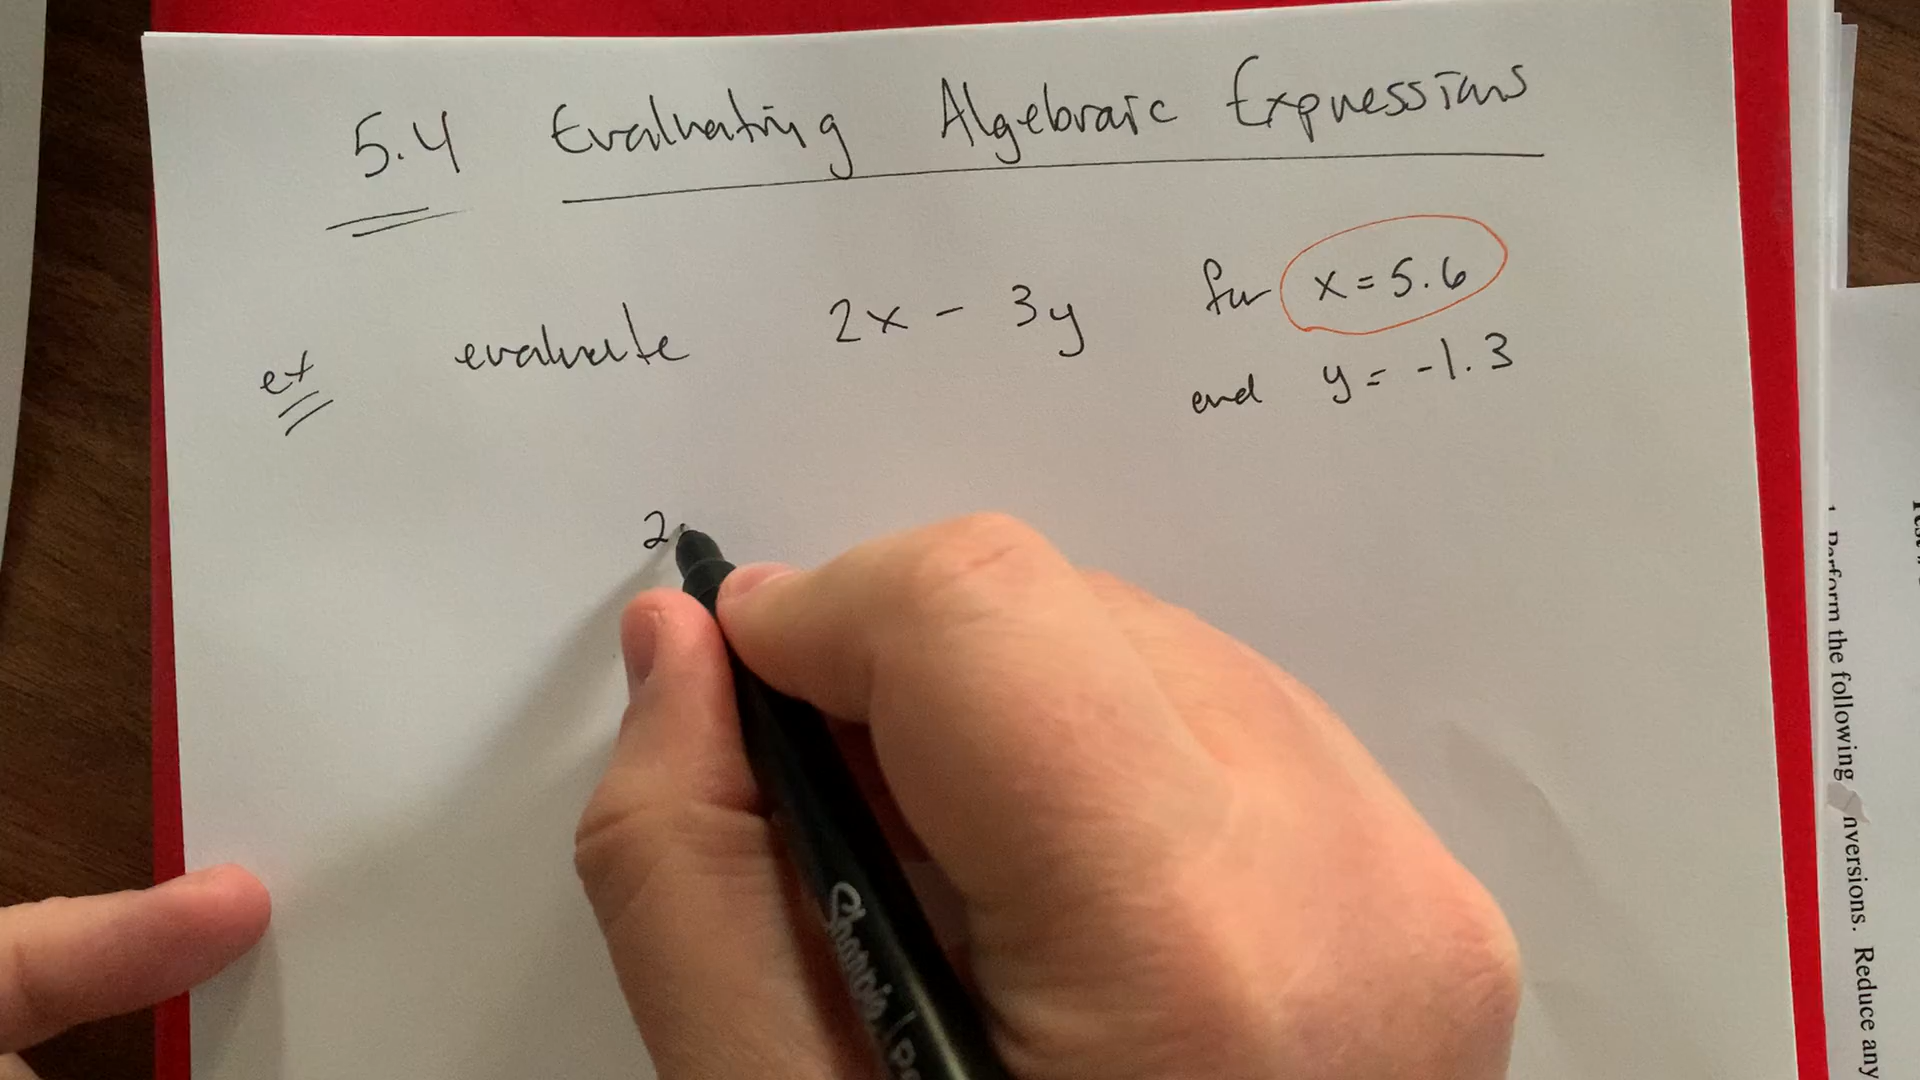 5.4 Evaluating Algebraic Expressions
ex evaluate 2x - 3y for x = 5.6
and y = -1.3
2
Sharpie
Perform the following
nversions. Reduce any